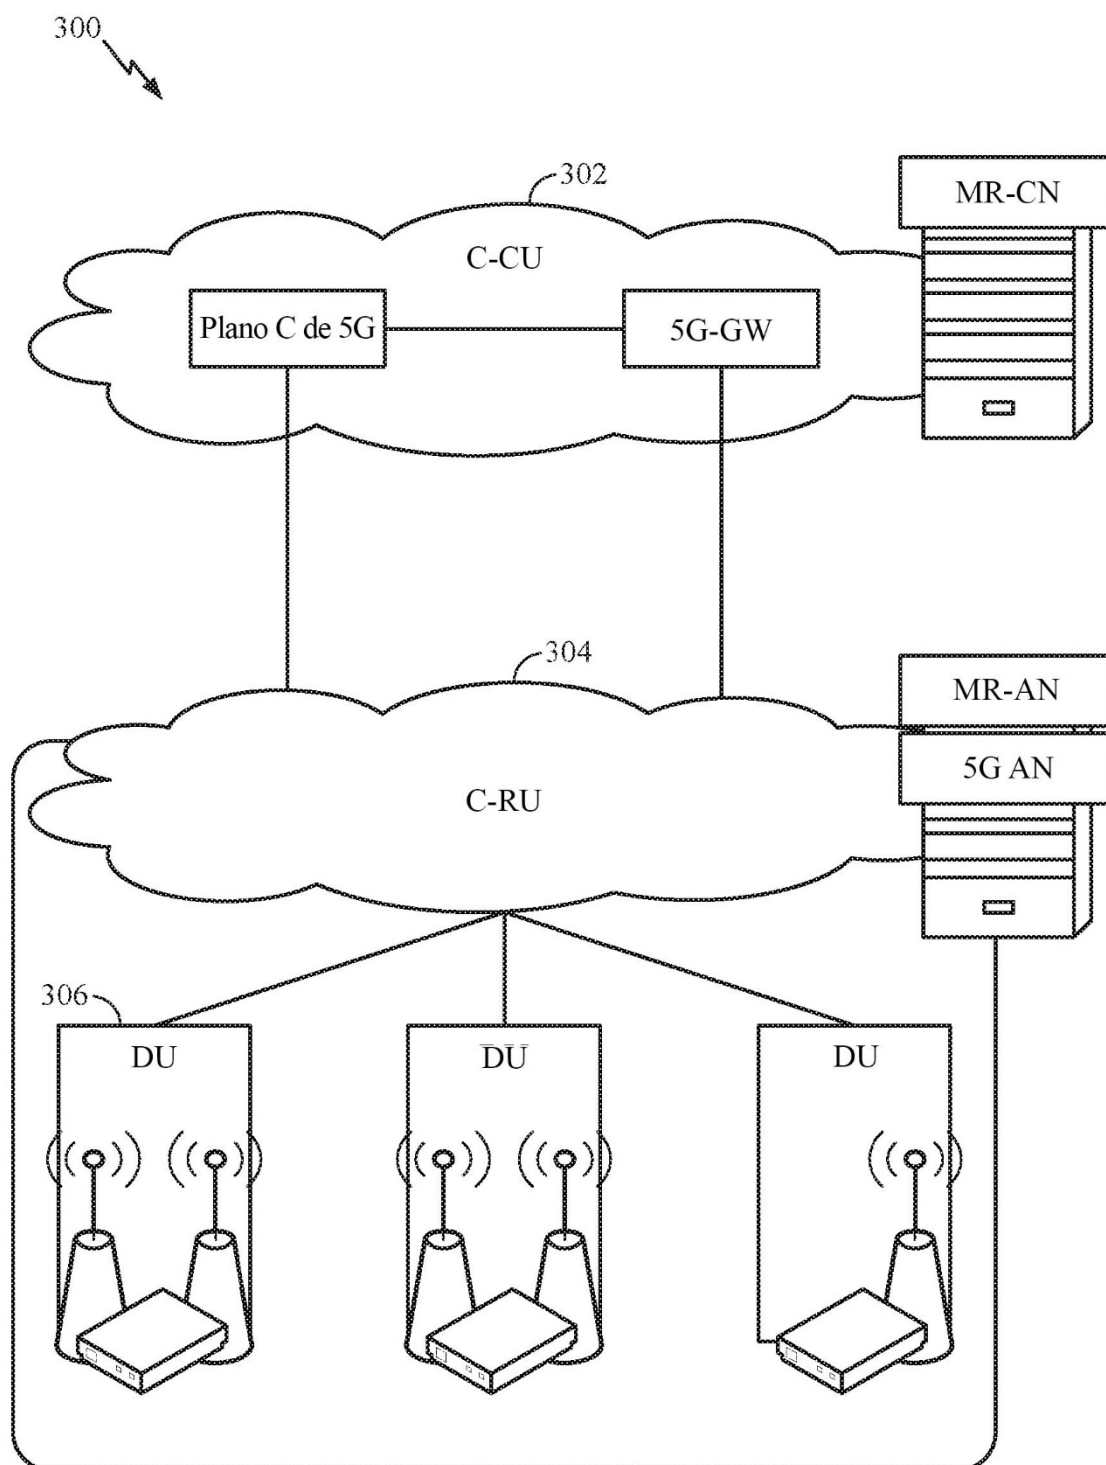 300
302
MR-CN
C-CU
Plano C de 5G
5G-GW
304
MR-AN
5G AN
C-RU
306
DU
DU
DU